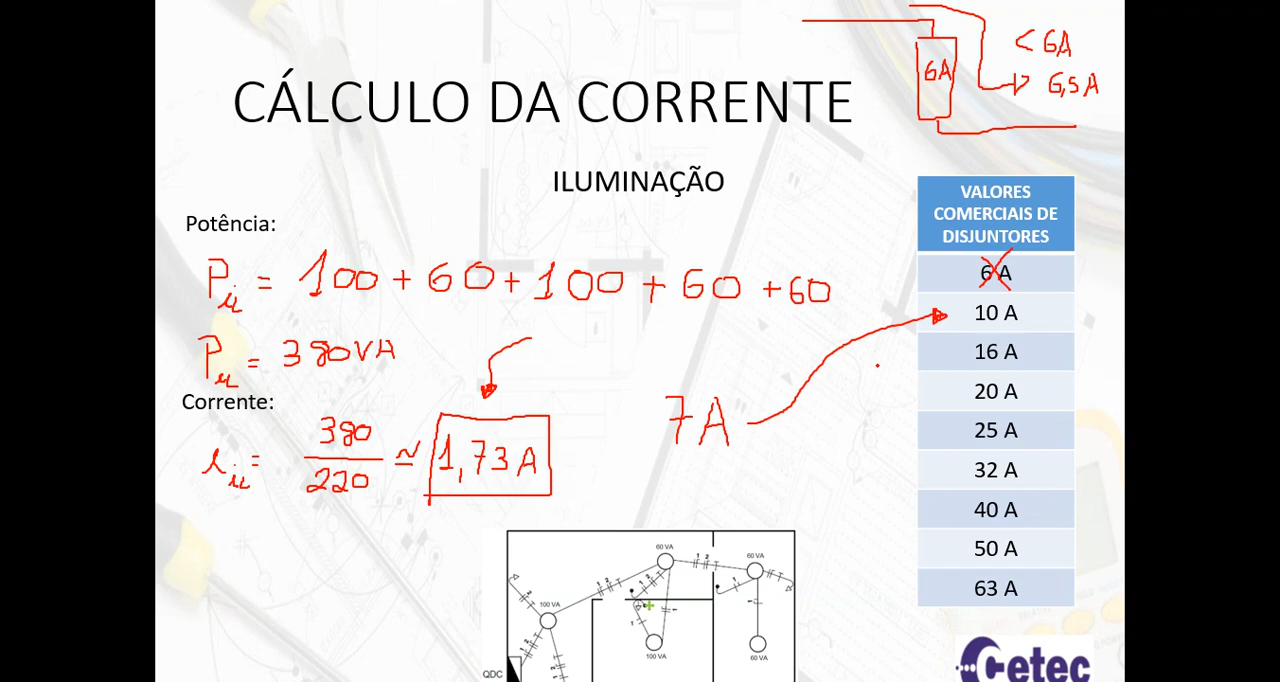 < 6A
6A
6,5A
CÁLCULO DA CORRENTE
ILUMINAÇÃO
Potência:
Pil = 100 + 60 + 100 + 60 + 60
Pil = 380VA
Corrente:
iil = 380 / 220 ≃ 1,73A
7A
VALORES
COMERCIAIS DE
DISJUNTORES
6 A
10 A
16 A
20 A
25 A
32 A
40 A
50 A
63 A
60 VA
60 VA
100 VA
100 VA
60 VA
QDC
Cetec